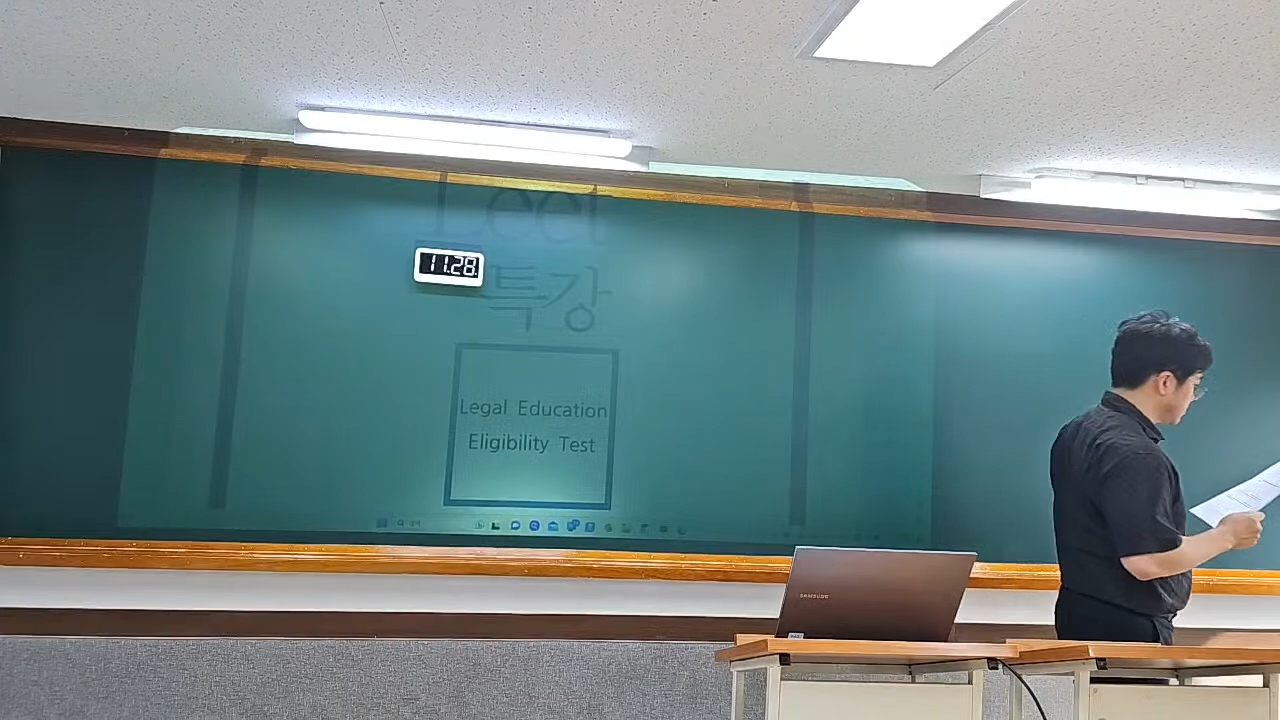 Leet
11:28
특강
Legal Education
Eligibility Test
SAMSUNG